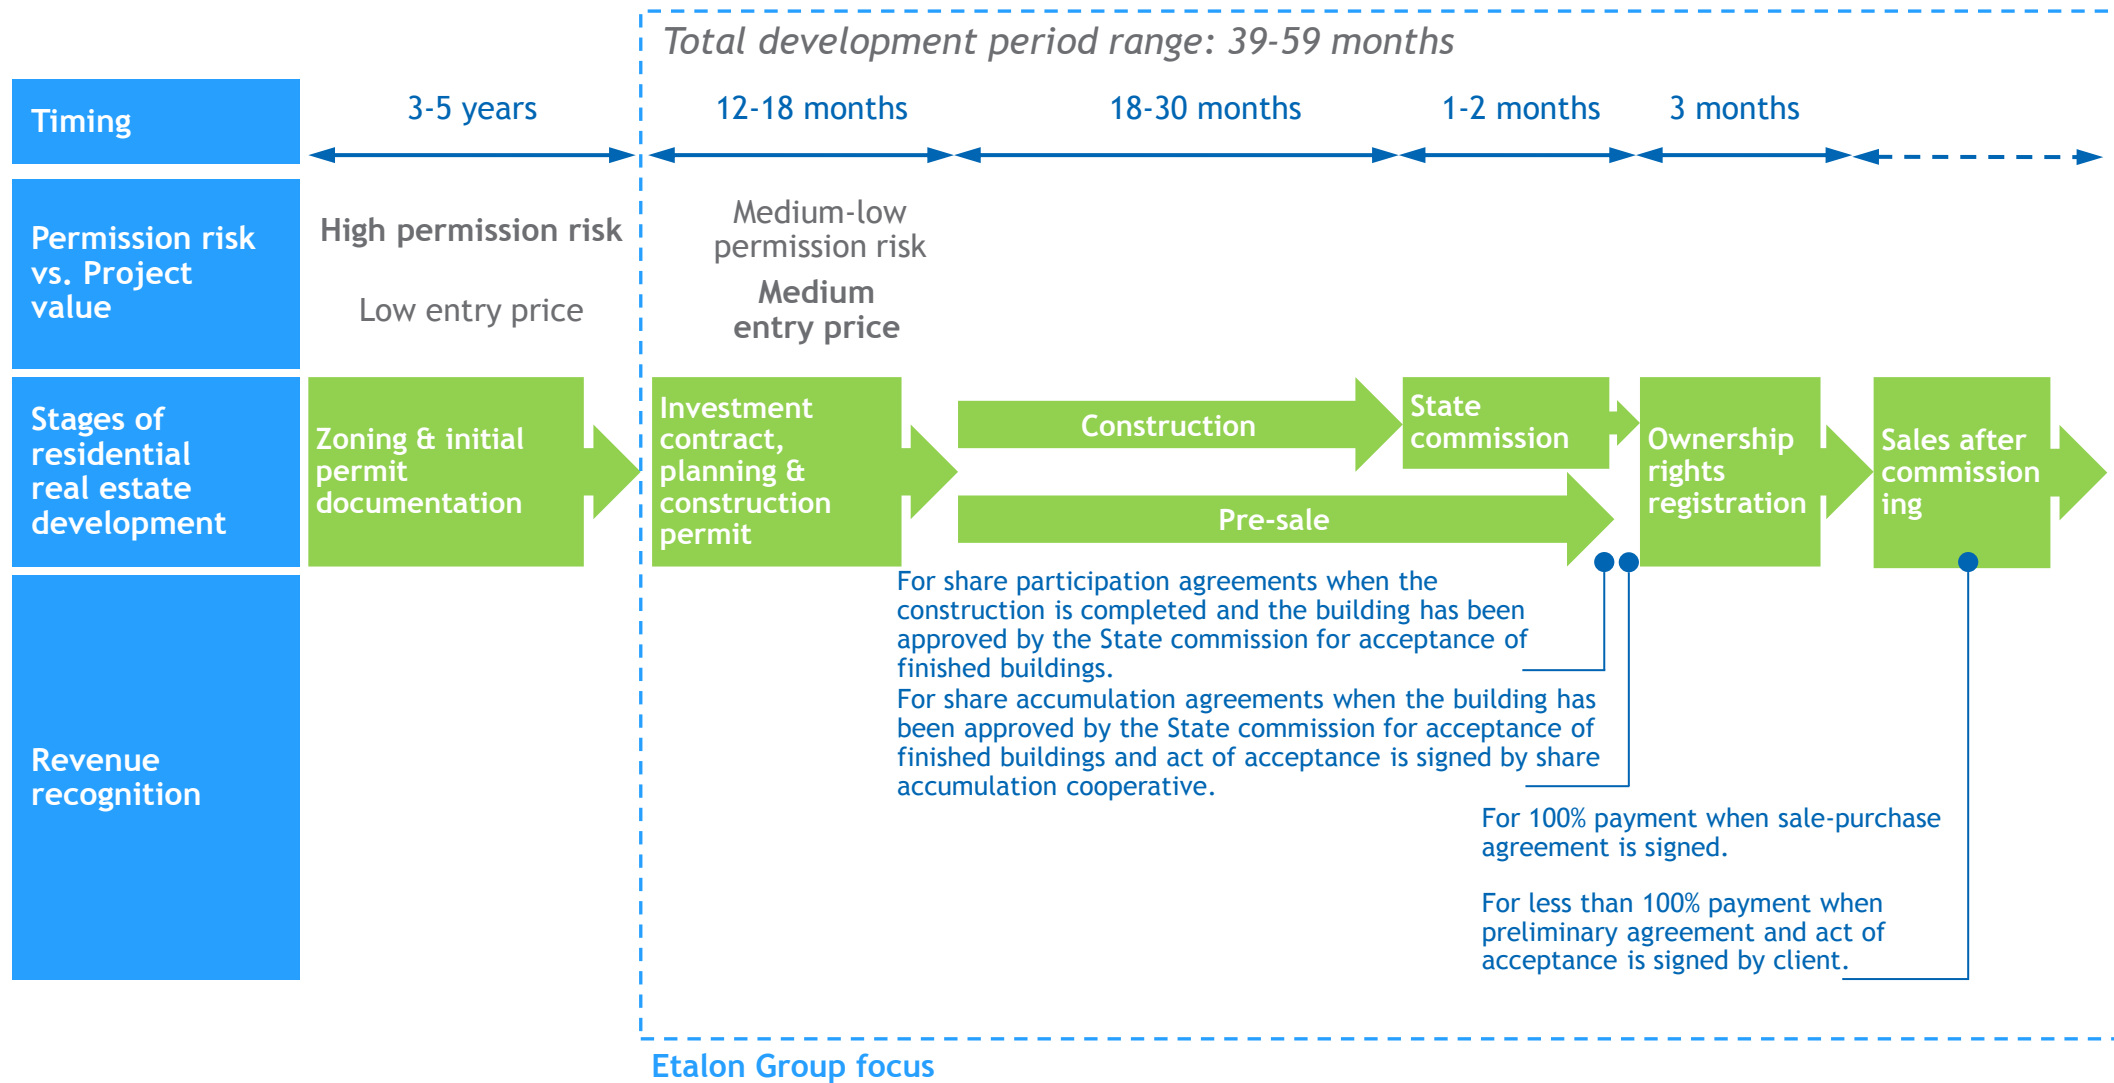 Total development period range: 39-59 months
Timing
3-5 years
12-18 months
18-30 months
1-2 months
3 months
Permission risk
vs. Project
value
High permission risk
Low entry price
Medium-low
permission risk
Medium
entry price
Stages of
residential
real estate
development
Zoning & initial
permit
documentation
Investment
contract,
planning &
construction
permit
Construction
Pre-sale
State
commission
Ownership
rights
registration
Sales after
commission
ing
Revenue
recognition
For share participation agreements when the
construction is completed and the building has been
approved by the State commission for acceptance of
finished buildings.
For share accumulation agreements when the building has
been approved by the State commission for acceptance of
finished buildings and act of acceptance is signed by share
accumulation cooperative.
For 100% payment when sale-purchase
agreement is signed.
For less than 100% payment when
preliminary agreement and act of
acceptance is signed by client.
Etalon Group focus